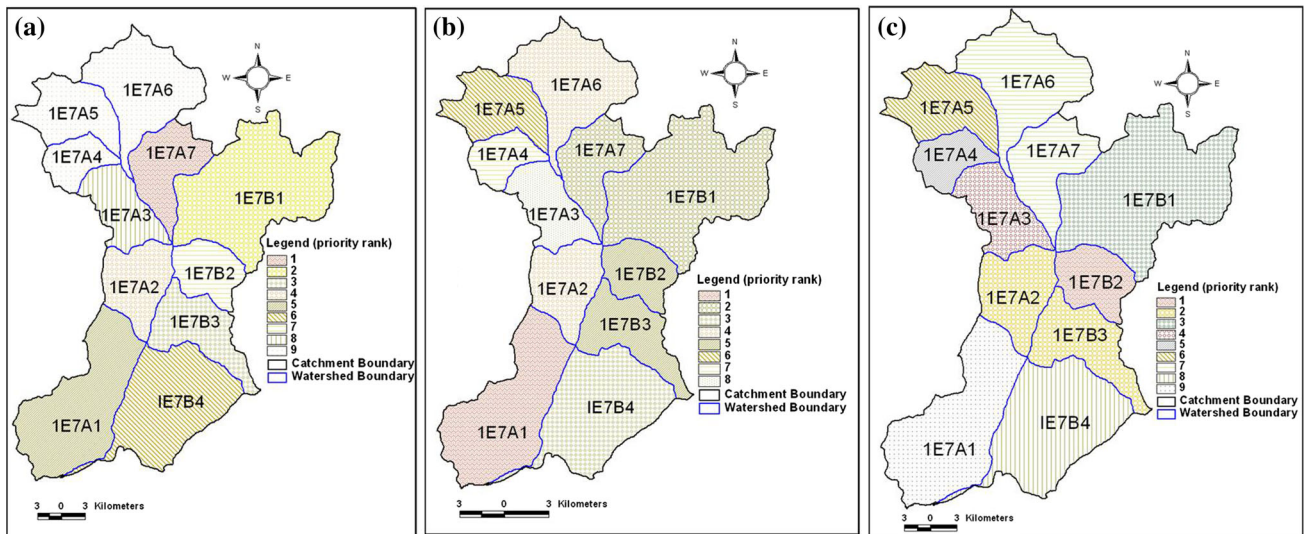 (a)
N
W E
S
1E7A6
1E7A5
1E7A4
1E7A7
1E7A3
1E7B1
1E7A2
1E7B2
1E7B3
1E7A1
IE7B4
Legend (priority rank)
1
2
3
4
5
6
7
8
9
Catchment Boundary
Watershed Boundary
3 0 3 Kilometers
(b)
N
W E
S
1E7A6
1E7A5
1E7A4
1E7A7
1E7A3
1E7B1
1E7A2
1E7B2
1E7B3
1E7A1
IE7B4
Legend (priority rank)
1
2
3
4
5
6
7
8
Catchment Boundary
Watershed Boundary
3 0 3 Kilometers
(c)
N
W E
S
1E7A6
1E7A5
1E7A4
1E7A7
1E7A3
1E7B1
1E7A2
1E7B2
1E7B3
1E7A1
IE7B4
Legend (priority rank)
1
2
3
4
5
6
7
8
9
Catchment Boundary
Watershed Boundary
3 0 3 Kilometers